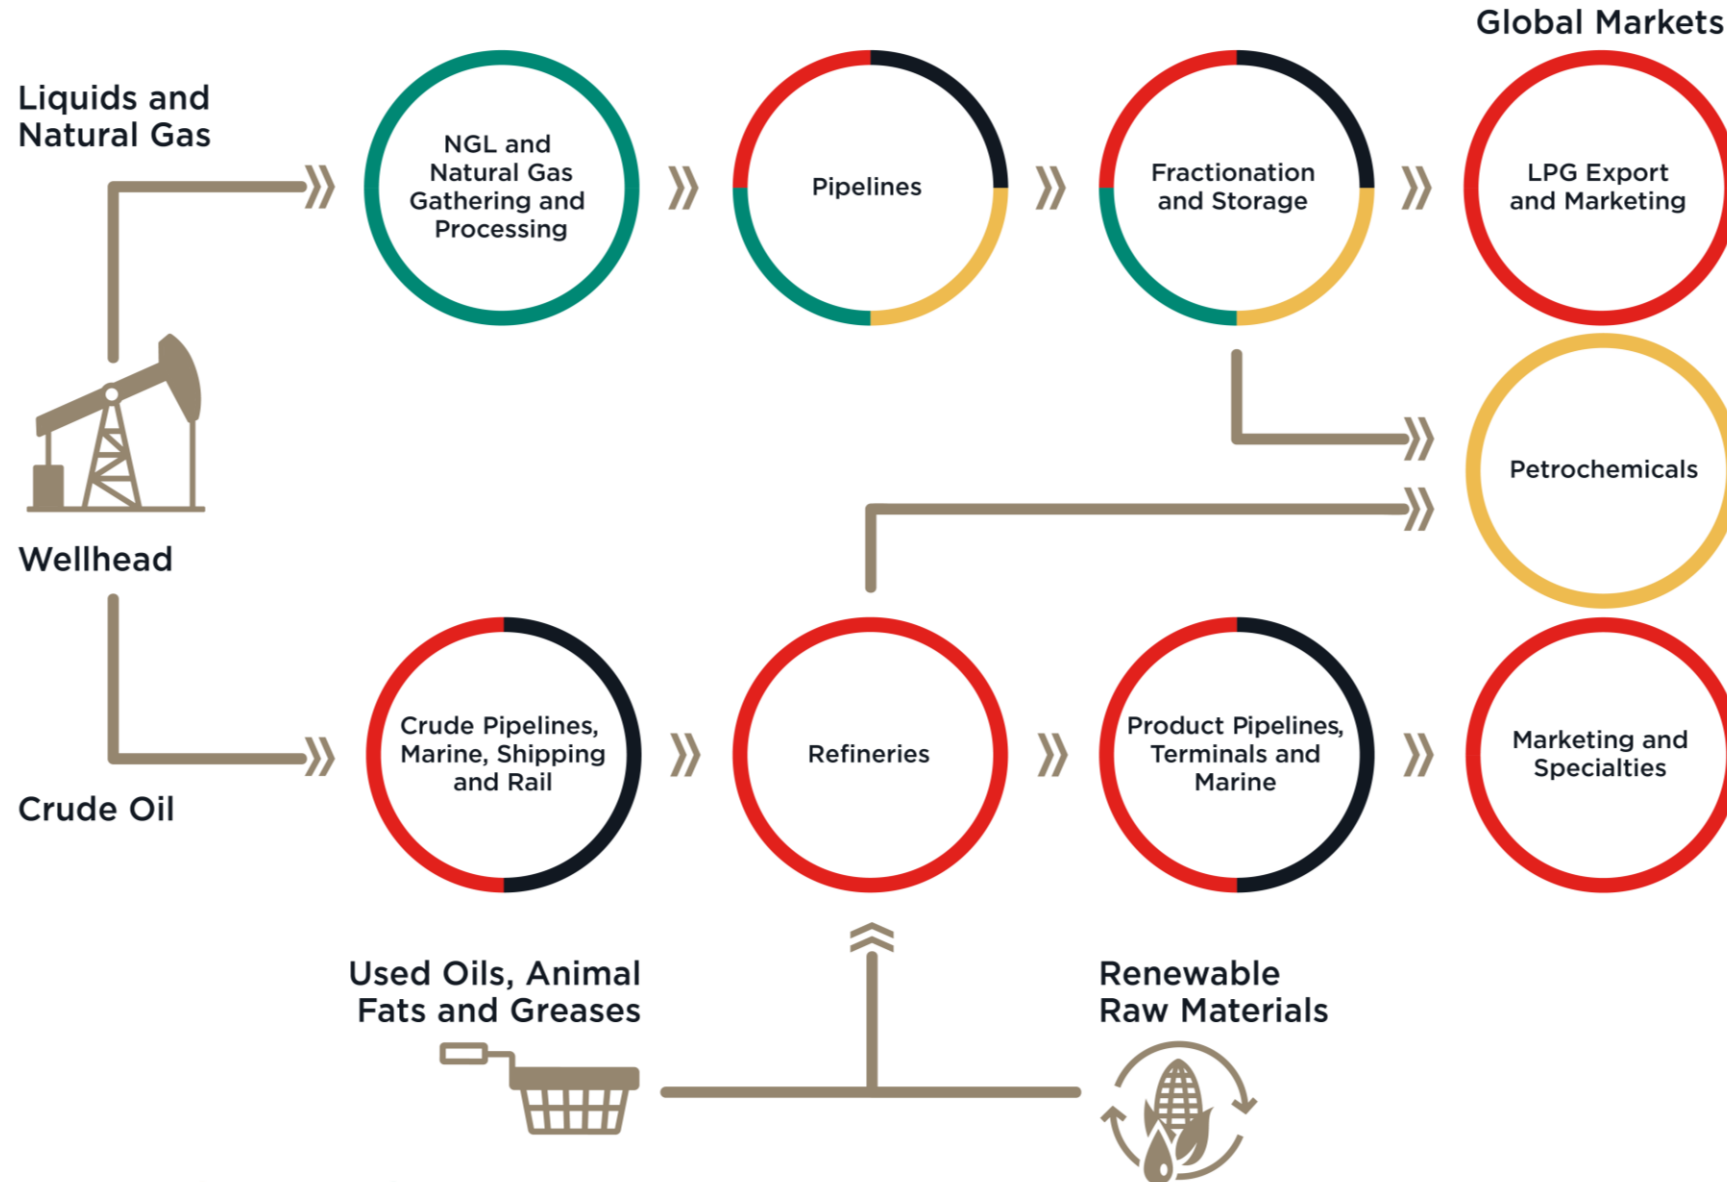 Global Markets
Liquids and
Natural Gas
NGL and
Natural Gas
Gathering and
Processing
Pipelines
Fractionation
and Storage
LPG Export
and Marketing
Petrochemicals
Wellhead
Crude Oil
Crude Pipelines,
Marine, Shipping
and Rail
Refineries
Product Pipelines,
Terminals and
Marine
Marketing and
Specialties
Used Oils, Animal
Fats and Greases
Renewable
Raw Materials